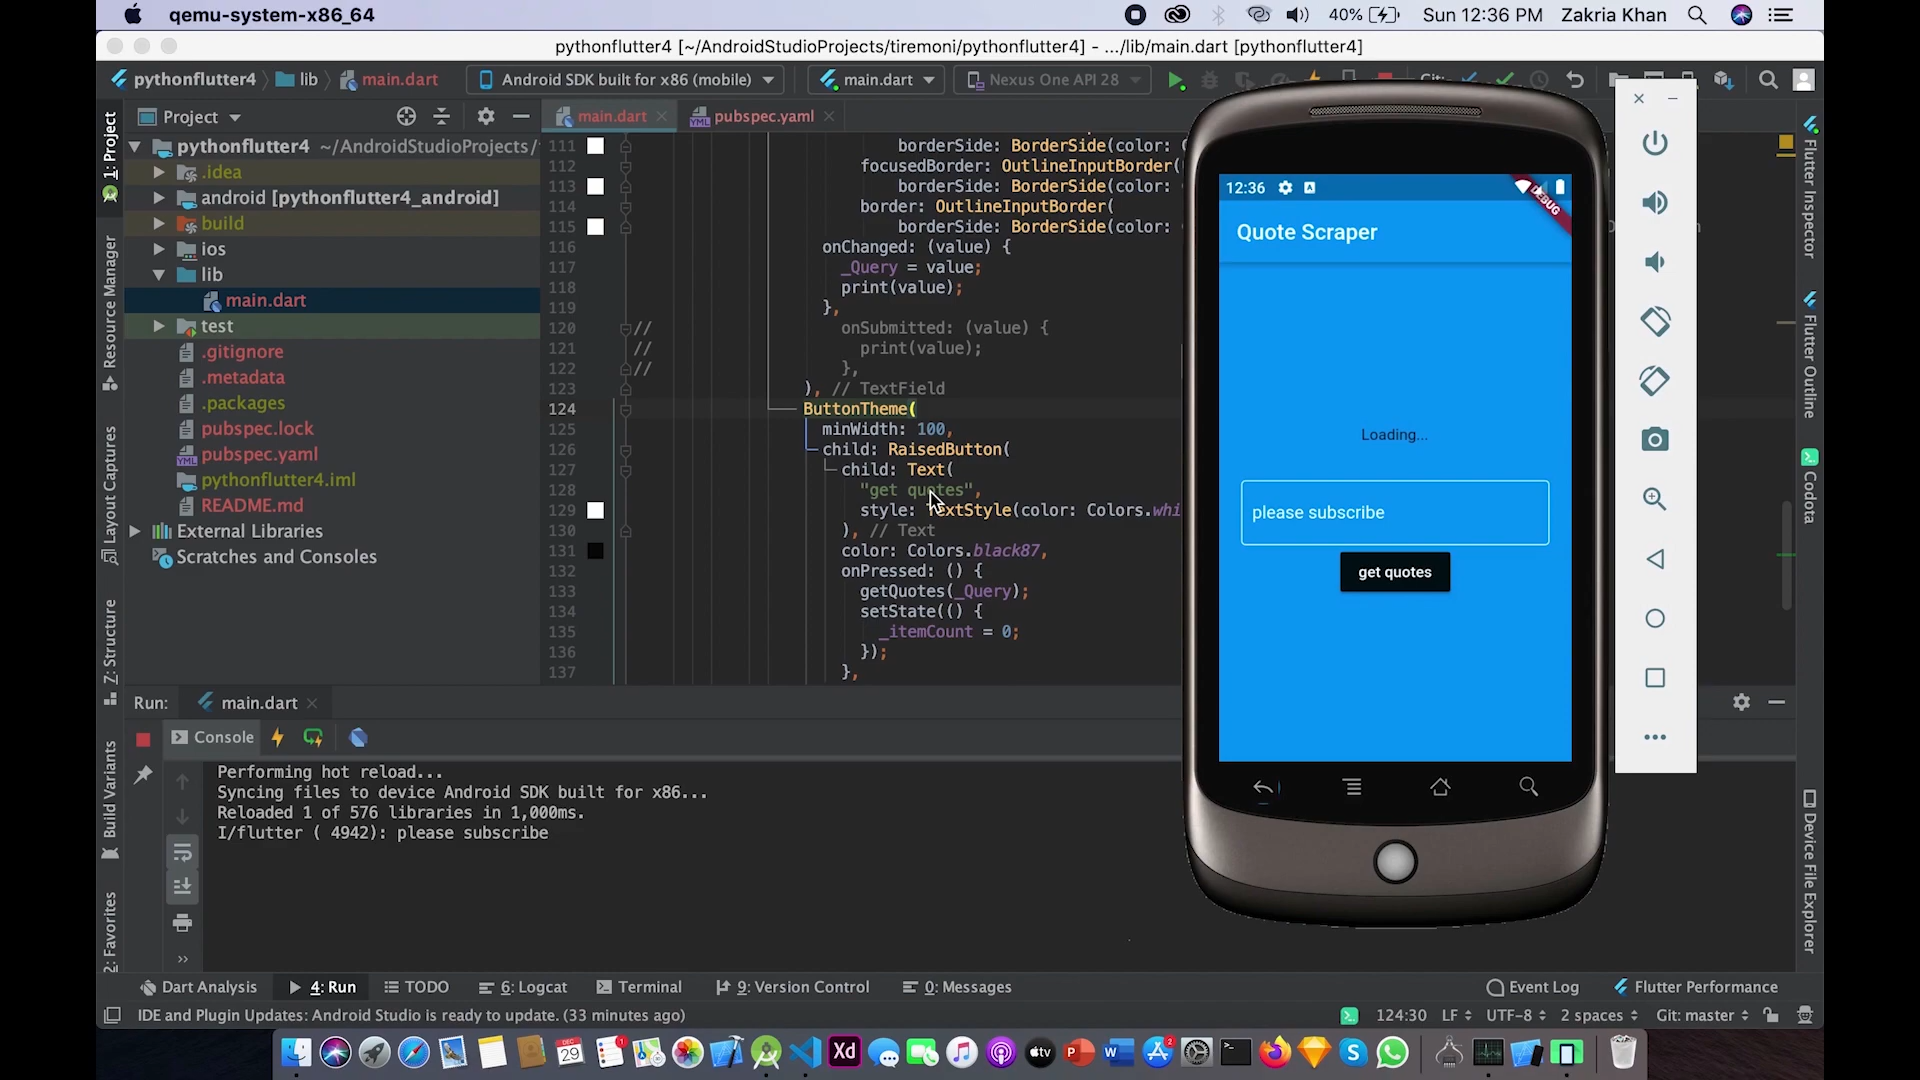 qemu-system-x86_64
40%
Sun 12:36 PM
Zakria Khan
pythonflutter4 [~/AndroidStudioProjects/tiremoni/pythonflutter4] - .../lib/main.dart [pythonflutter4]
pythonflutter4
lib
main.dart
Android SDK built for x86 (mobile)
main.dart
Nexus One API 28
Git:
1: Project
Resource Manager
Layout Captures
Z: Structure
Build Variants
2: Favorites
Project
pythonflutter4 ~/AndroidStudioProjects/
.idea
android [pythonflutter4_android]
build
ios
lib
main.dart
test
.gitignore
.metadata
.packages
pubspec.lock
YML pubspec.yaml
pythonflutter4.iml
README.md
External Libraries
Scratches and Consoles
main.dart
YML pubspec.yaml
111 borderSide: BorderSide(color:
112 focusedBorder: OutlineInputBorder(
113 borderSide: BorderSide(color:
114 border: OutlineInputBorder(
115 borderSide: BorderSide(color:
116 onChanged: (value) {
117 _Query = value;
118 print(value);
119 },
120 // onSubmitted: (value) {
121 // print(value);
122 // },
123 ), // TextField
124 ButtonTheme(
125 minWidth: 100,
126 child: RaisedButton(
127 child: Text(
128 "get quotes",
129 style: TextStyle(color: Colors.whi
130 ), // Text
131 color: Colors.black87,
132 onPressed: () {
133 getQuotes(_Query);
134 setState(() {
135 _itemCount = 0;
136 });
137 },
12:36
DEBUG
Quote Scraper
Loading...
please subscribe
get quotes
Flutter Inspector
Flutter Outline
Codota
Device File Explorer
Run:
main.dart
Console
Performing hot reload...
Syncing files to device Android SDK built for x86...
Reloaded 1 of 576 libraries in 1,000ms.
I/flutter ( 4942): please subscribe
Dart Analysis
4: Run
TODO
6: Logcat
Terminal
9: Version Control
0: Messages
Event Log
Flutter Performance
IDE and Plugin Updates: Android Studio is ready to update. (33 minutes ago)
124:30
LF
UTF-8
2 spaces
Git: master
DEC
29
1
Xd
tv
P
W
2
S